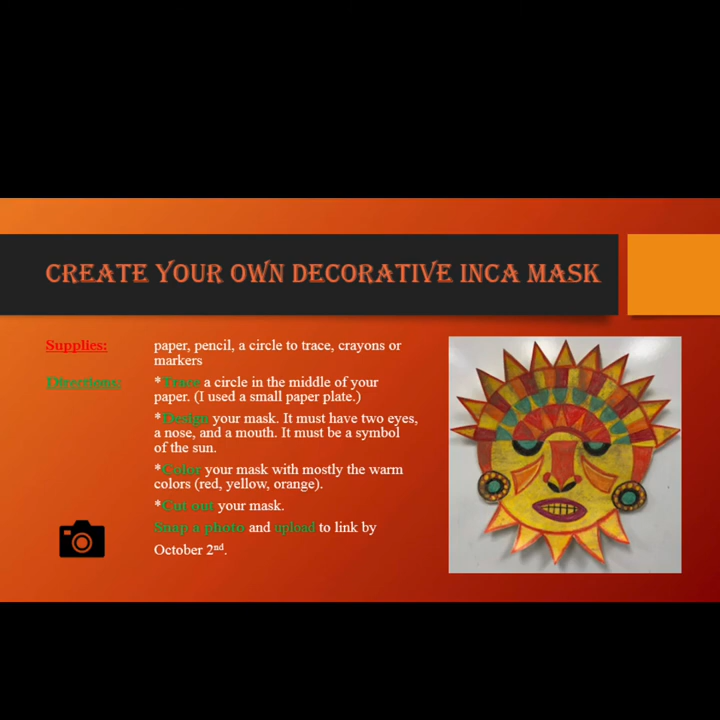 CREATE YOUR OWN DECORATIVE INCA MASK
Supplies:
paper, pencil, a circle to trace, crayons or
markers
Directions:
*Trace a circle in the middle of your
paper. (I used a small paper plate.)
*Design your mask. It must have two eyes,
a nose, and a mouth. It must be a symbol
of the sun.
*Color your mask with mostly the warm
colors (red, yellow, orange).
*Cut out your mask.
Snap a photo and upload to link by
October 2nd.